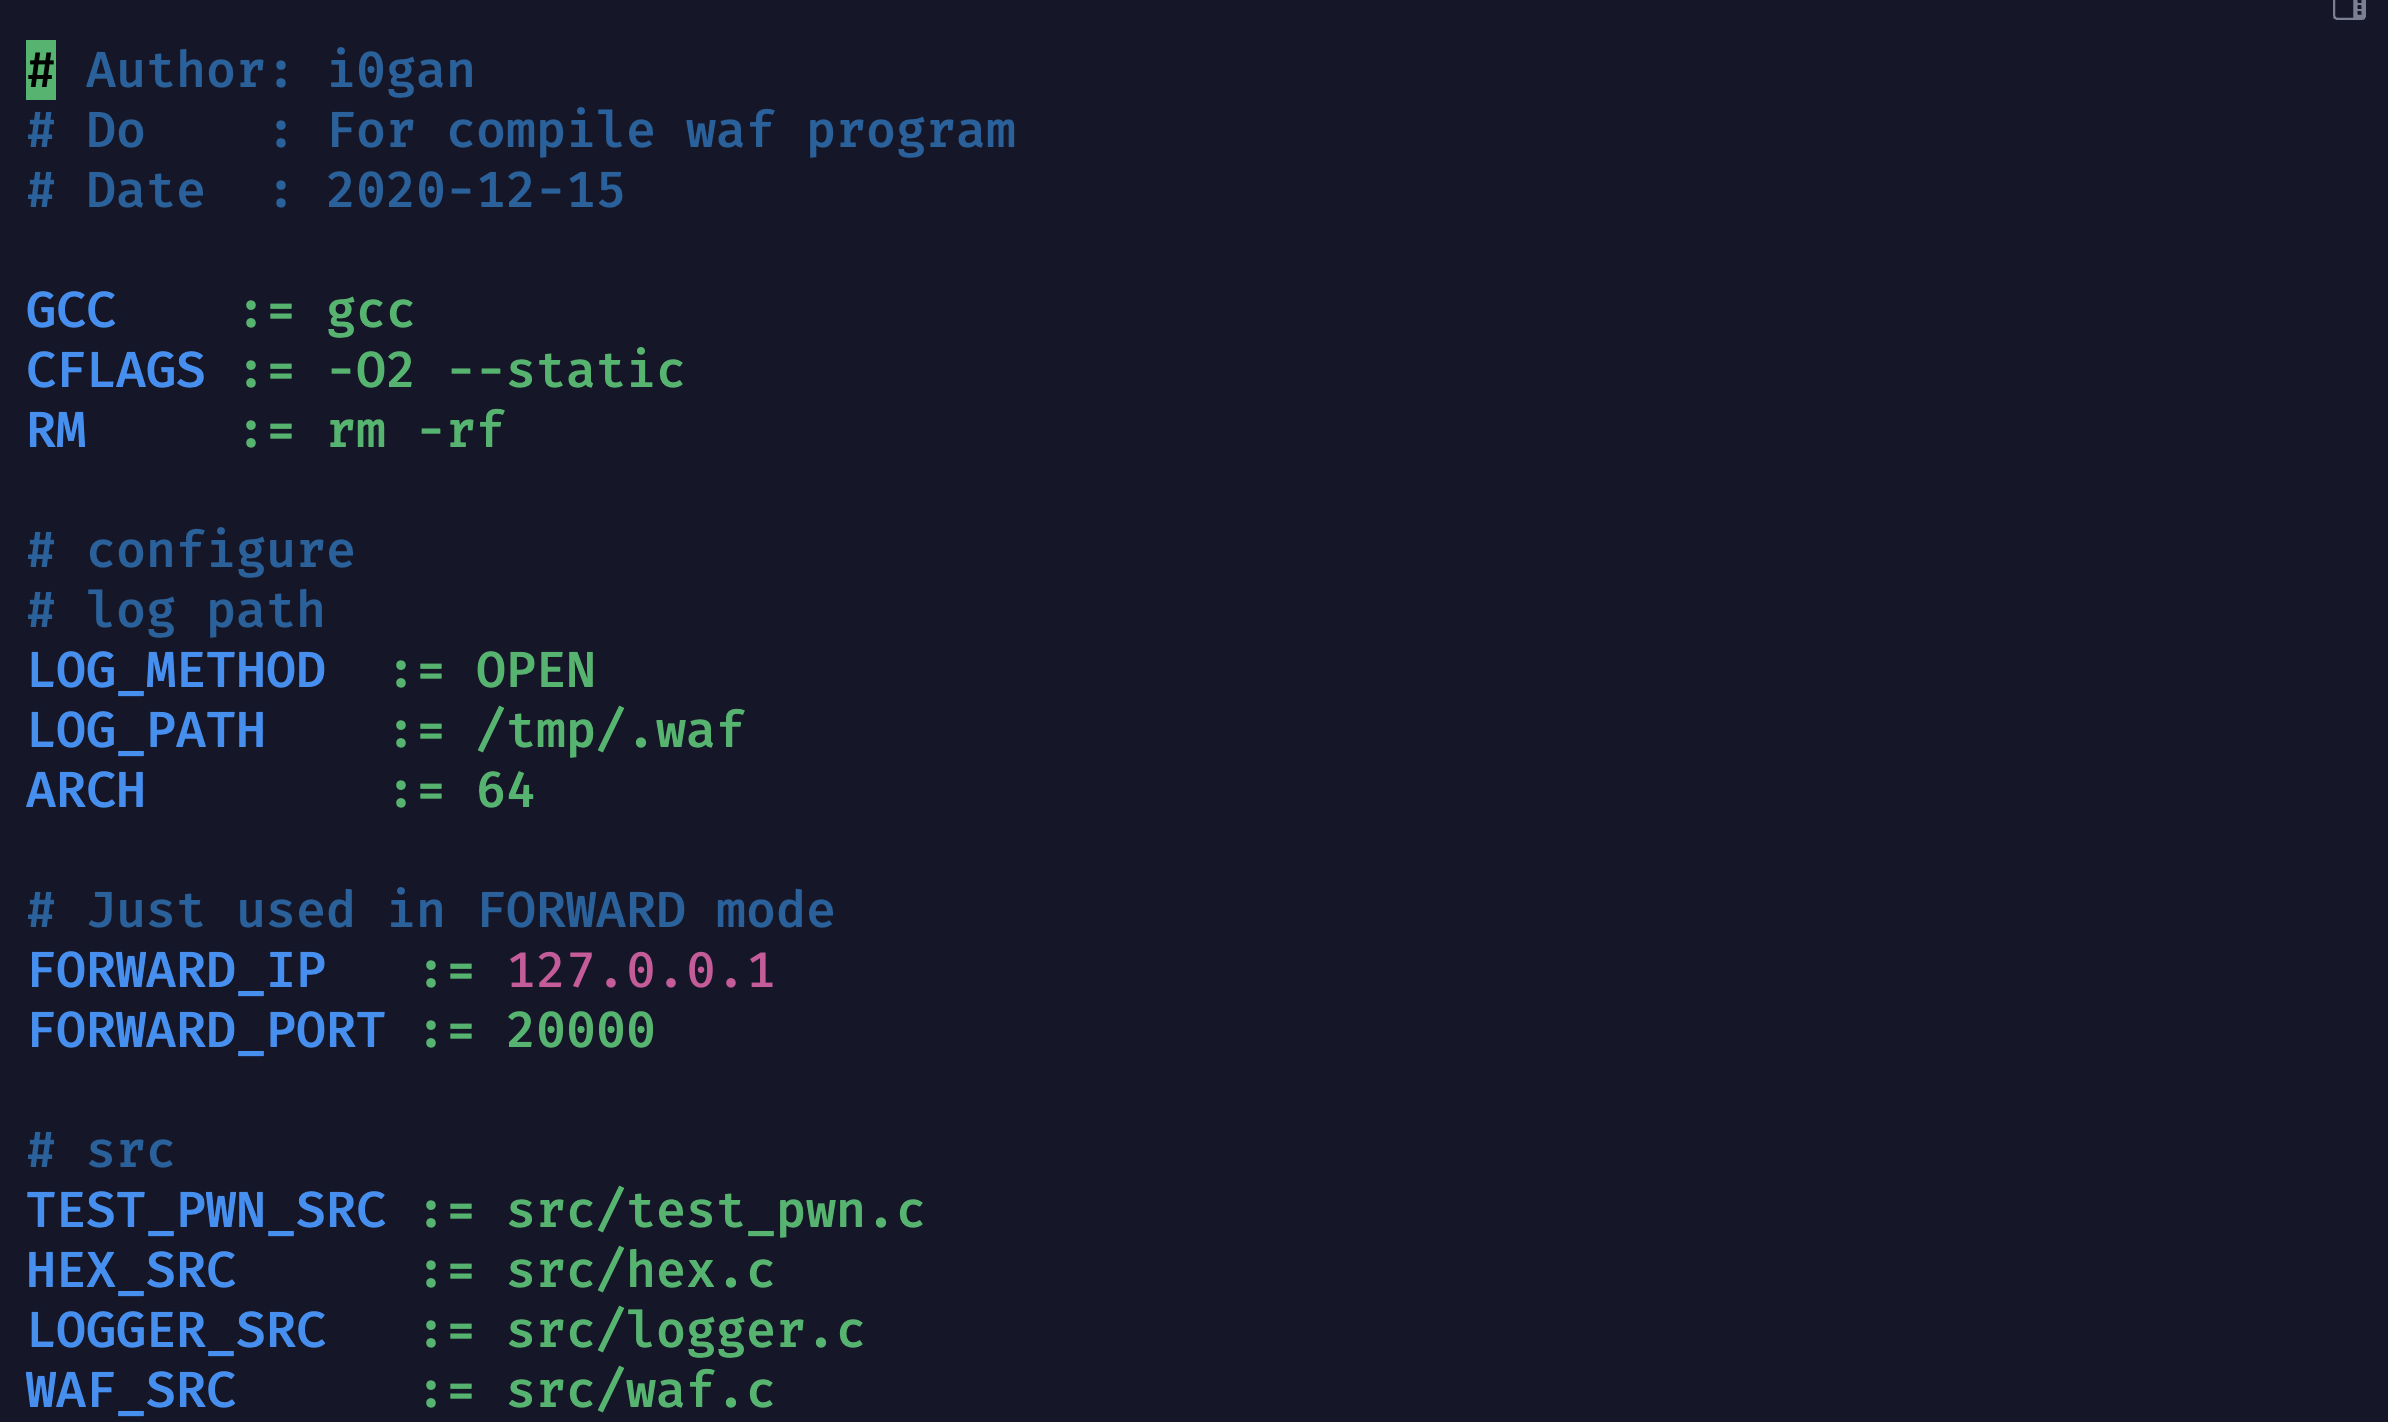 # Author: i0gan
# Do    : For compile waf program
# Date  : 2020-12-15
GCC    := gcc
CFLAGS := -O2 --static
RM     := rm -rf
# configure
# log path
LOG_METHOD  := OPEN
LOG_PATH    := /tmp/.waf
ARCH        := 64
# Just used in FORWARD mode
FORWARD_IP   := 127.0.0.1
FORWARD_PORT := 20000
# src
TEST_PWN_SRC := src/test_pwn.c
HEX_SRC      := src/hex.c
LOGGER_SRC   := src/logger.c
WAF_SRC      := src/waf.c